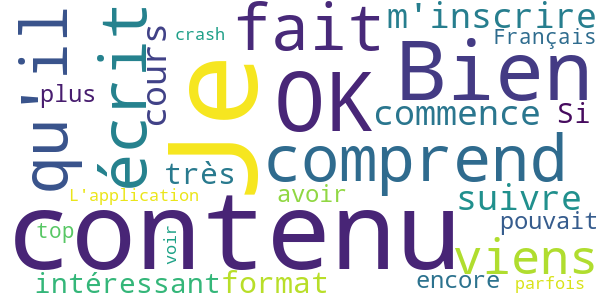 qu'il
plus
écrit
cours
crash
je
fait
OK
m'inscrire
Français
Bien
commence
Si
comprend
très
L'application
avoir
suivre
pouvait
contenu
top
voir
viens
intéressant
format
encore
parfois